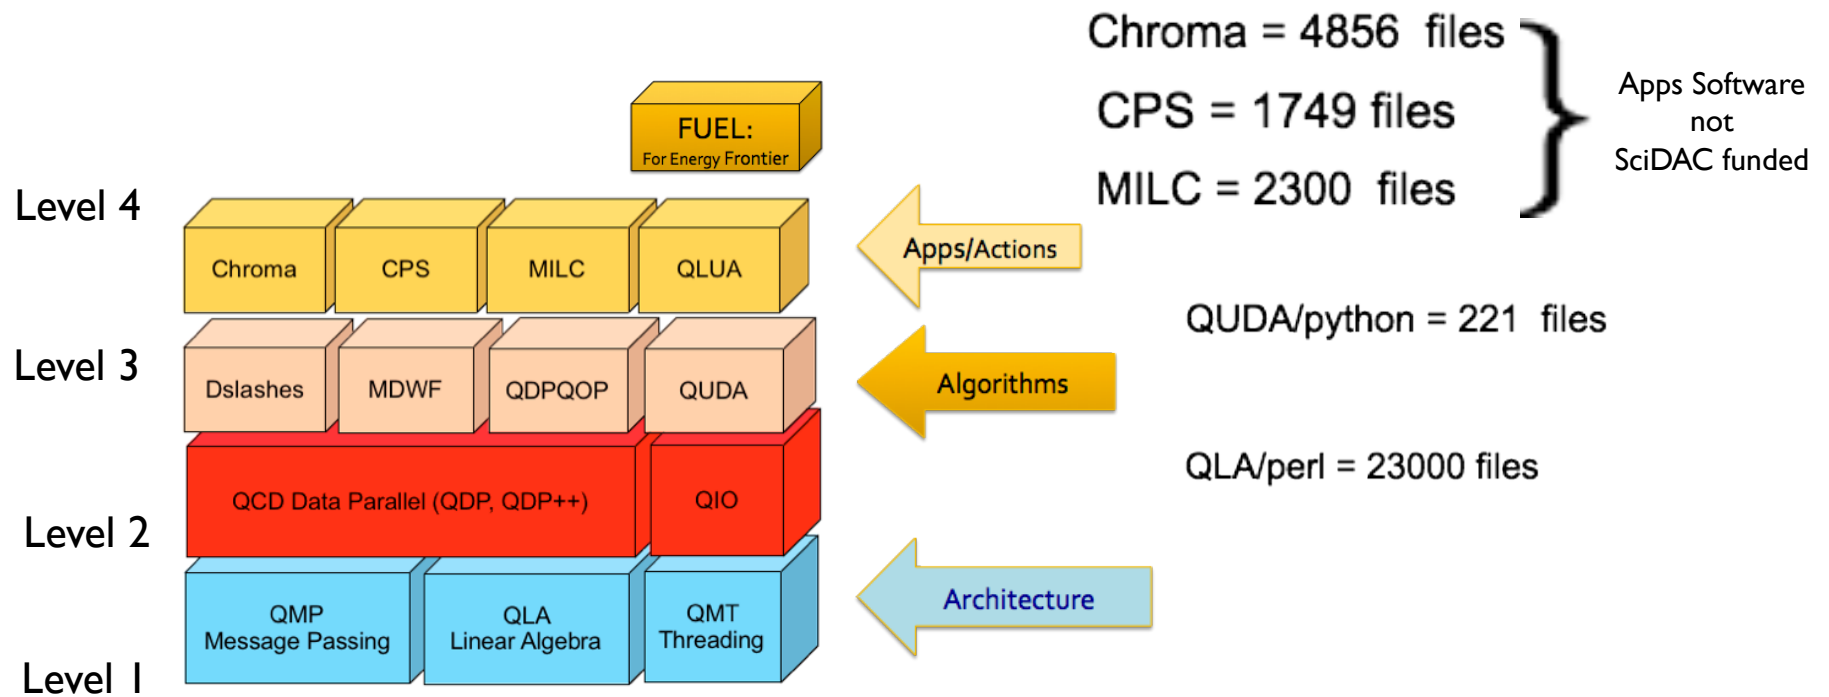 Chroma = 4856 files
CPS = 1749 files
MILC = 2300 files
Apps Software
not
SciDAC funded
FUEL:
For Energy Frontier
Level 4
Chroma
CPS
MILC
QLUA
Apps/Actions
QUDA/python = 221 files
Level 3
Dslashes
MDWF
QDPQOP
QUDA
Algorithms
QLA/perl = 23000 files
Level 2
QCD Data Parallel (QDP, QDP++)
QIO
QMP
Message Passing
QLA
Linear Algebra
QMT
Threading
Architecture
Level 1